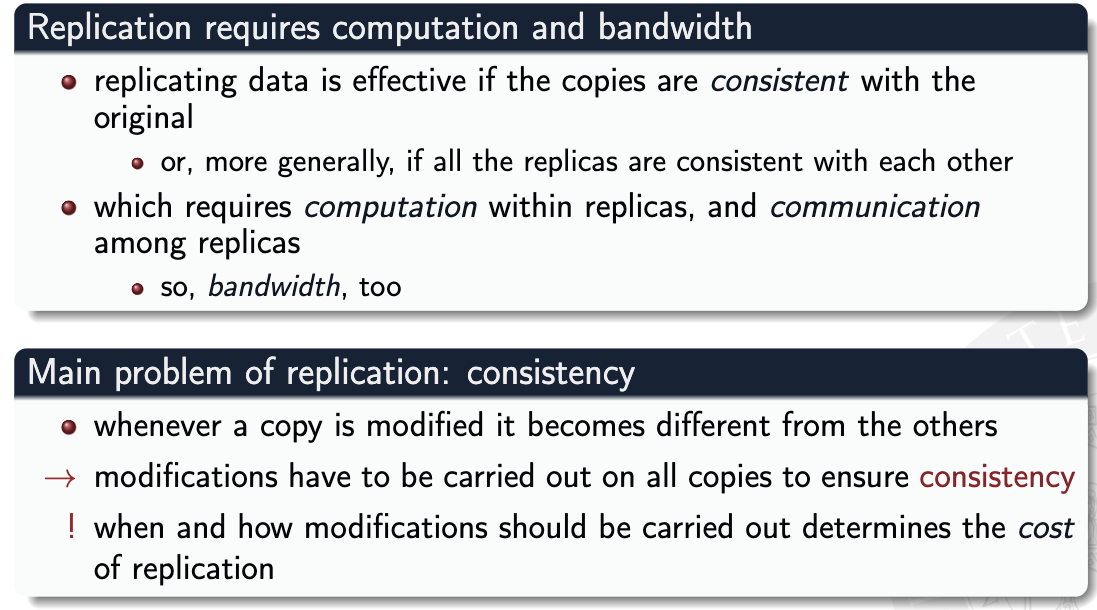 Replication requires computation and bandwidth
replicating data is effective if the copies are consistent with the
original
or, more generally, if all the replicas are consistent with each other
which requires computation within replicas, and communication
among replicas
so, bandwidth, too
Main problem of replication: consistency
whenever a copy is modified it becomes different from the others
→ modifications have to be carried out on all copies to ensure consistency
! when and how modifications should be carried out determines the cost
of replication